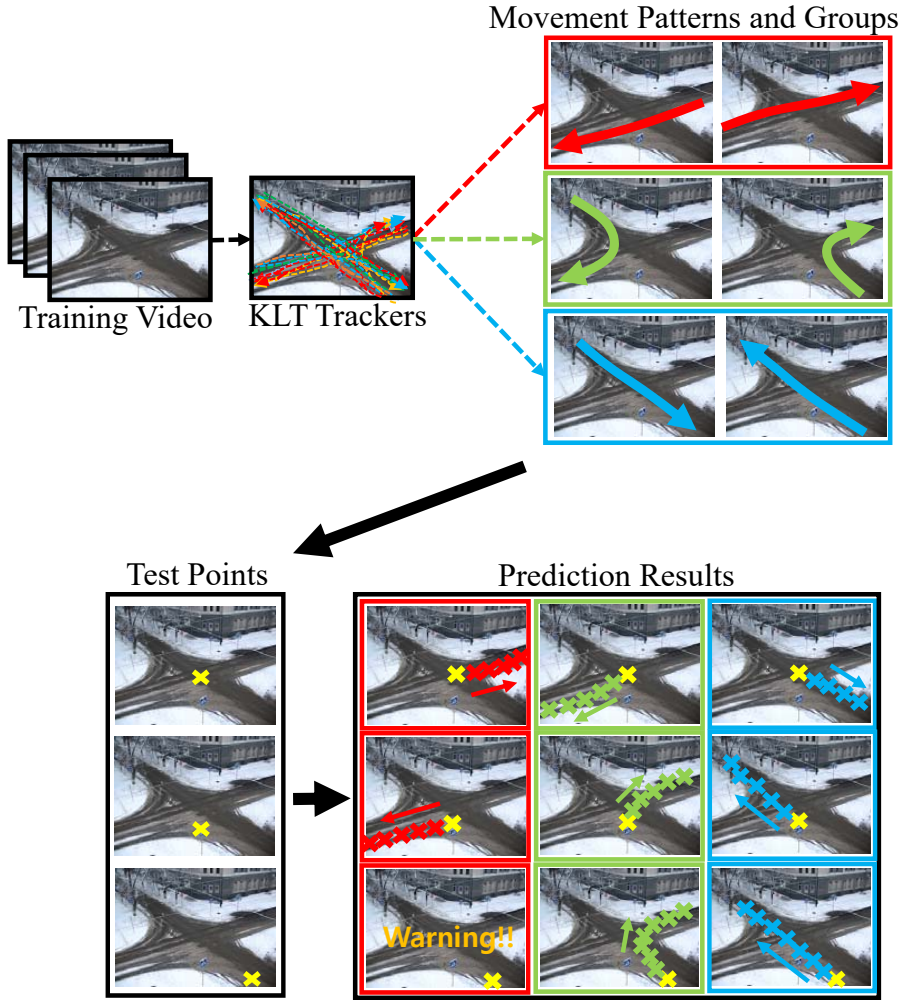 Movement Patterns and Groups
Training Video
KLT Trackers
Test Points
Prediction Results
Warning!!